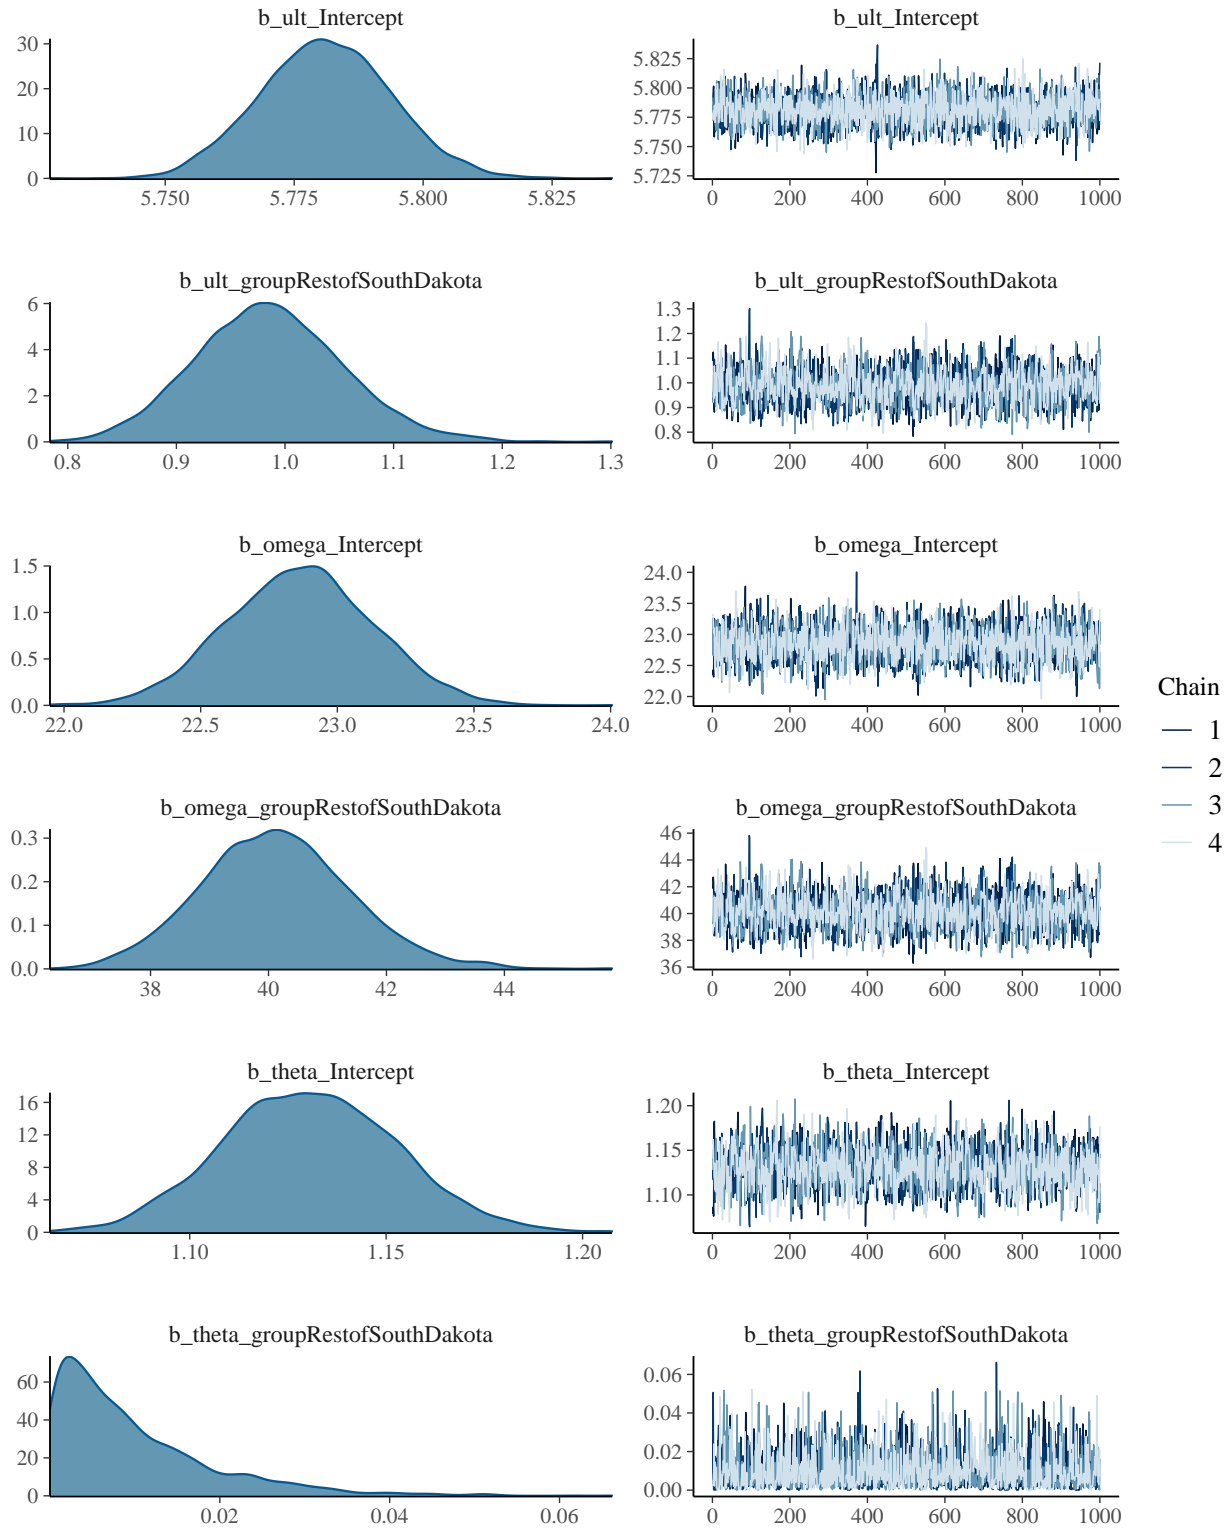 b_ult_Intercept
30
20
10
0
5.750 5.775 5.800 5.825
b_ult_Intercept
5.825
5.800
5.775
5.750
5.725
0 200 400 600 800 1000
b_ult_groupRestofSouthDakota
6
4
2
0
0.8 0.9 1.0 1.1 1.2 1.3
b_ult_groupRestofSouthDakota
1.3
1.2
1.1
1.0
0.9
0.8
0 200 400 600 800 1000
b_omega_Intercept
1.5
1.0
0.5
0.0
22.0 22.5 23.0 23.5 24.0
b_omega_Intercept
24.0
23.5
23.0
22.5
22.0
0 200 400 600 800 1000
b_omega_groupRestofSouthDakota
0.3
0.2
0.1
0.0
38 40 42 44
b_omega_groupRestofSouthDakota
46
44
42
40
38
36
0 200 400 600 800 1000
b_theta_Intercept
16
12
8
4
0
1.10 1.15 1.20
b_theta_Intercept
1.20
1.15
1.10
0 200 400 600 800 1000
b_theta_groupRestofSouthDakota
60
40
20
0
0.02 0.04 0.06
b_theta_groupRestofSouthDakota
0.06
0.04
0.02
0.00
0 200 400 600 800 1000
Chain
1
2
3
4